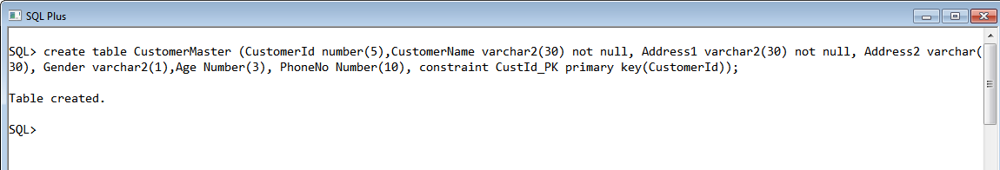 SQL Plus
SQL> create table CustomerMaster (CustomerId number(5),CustomerName varchar2(30) not null, Address1 varchar2(30) not null, Address2 varchar(
30), Gender varchar2(1),Age Number(3), PhoneNo Number(10), constraint CustId_PK primary key(CustomerId));
Table created.
SQL>